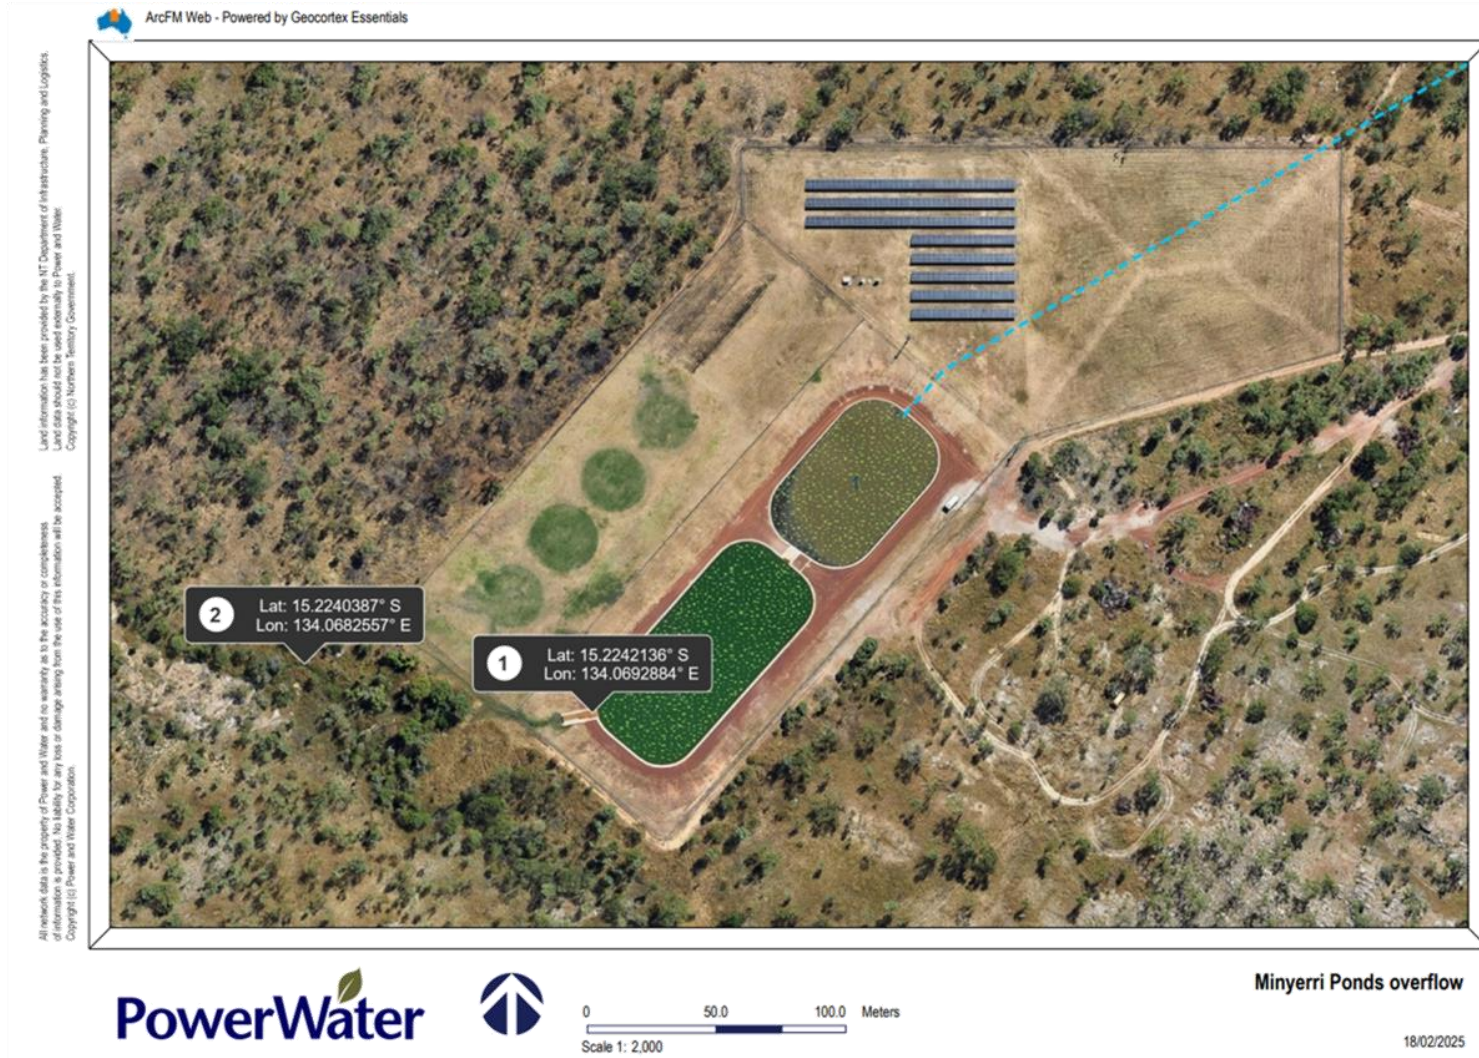 ArcFM Web - Powered by Geocortex Essentials
Land information has been provided by the NT Department of Infrastructure, Planning and Logistics.
Land data should not be used externally to Power and Water.
Copyright (c) Northern Territory Government.
All network data is the property of Power and Water and no warranty as to the accuracy or completeness
of information is provided. No liability for any loss or damage arising from the use of this information will be accepted.
Copyright (c) Power and Water Corporation.
2
Lat: 15.2240387° S
Lon: 134.0682557° E
1
Lat: 15.2242136° S
Lon: 134.0692884° E
PowerWater
0 50.0 100.0 Meters
Scale 1: 2,000
Minyerri Ponds overflow
18/02/2025